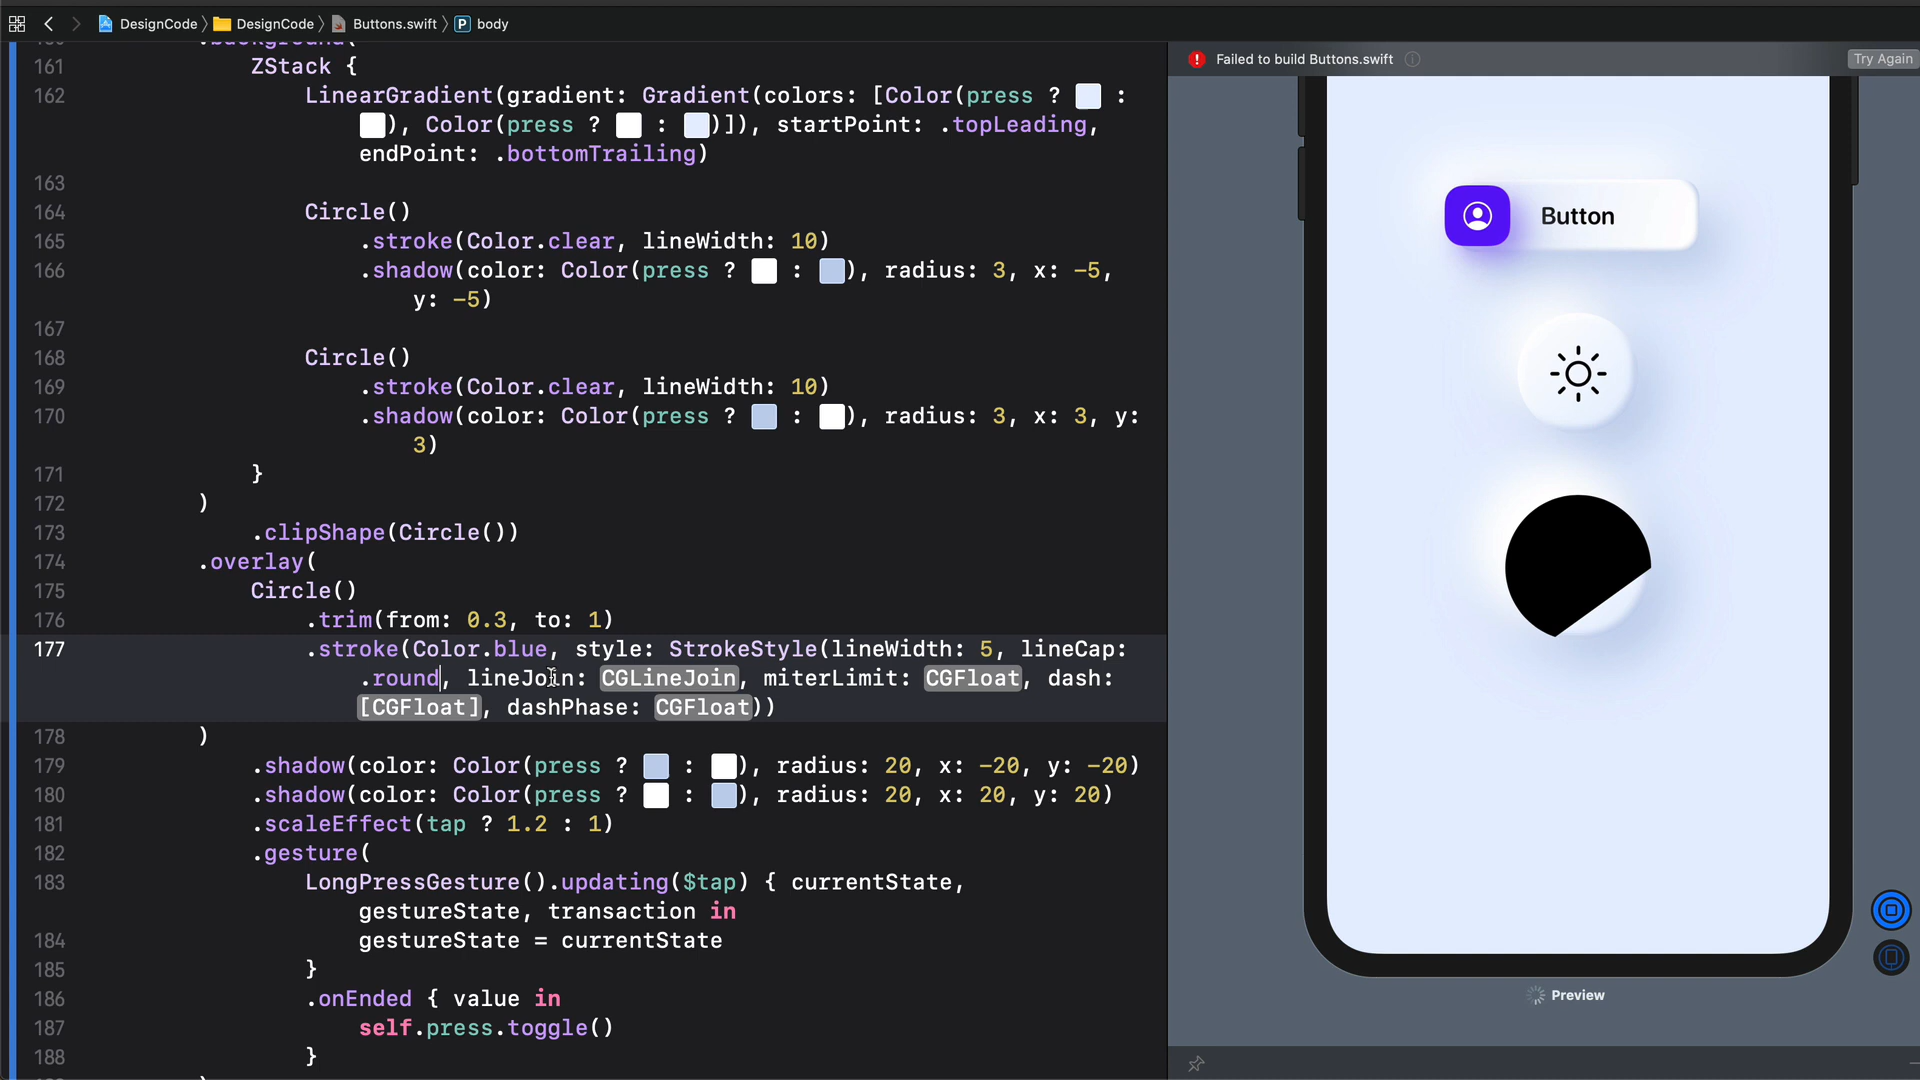 DesignCode DesignCode Buttons.swift P body
.background(
161 ZStack {
162 LinearGradient(gradient: Gradient(colors: [Color(press ? :
), Color(press ? : )]), startPoint: .topLeading,
endPoint: .bottomTrailing)
163
164 Circle()
165 .stroke(Color.clear, lineWidth: 10)
166 .shadow(color: Color(press ? : ), radius: 3, x: -5,
y: -5)
167
168 Circle()
169 .stroke(Color.clear, lineWidth: 10)
170 .shadow(color: Color(press ? : ), radius: 3, x: 3, y:
3)
171 }
172 )
173 .clipShape(Circle())
174 .overlay(
175 Circle()
176 .trim(from: 0.3, to: 1)
177 .stroke(Color.blue, style: StrokeStyle(lineWidth: 5, lineCap:
.round, lineJoin: CGLineJoin, miterLimit: CGFloat, dash:
[CGFloat], dashPhase: CGFloat))
178 )
179 .shadow(color: Color(press ? : ), radius: 20, x: -20, y: -20)
180 .shadow(color: Color(press ? : ), radius: 20, x: 20, y: 20)
181 .scaleEffect(tap ? 1.2 : 1)
182 .gesture(
183 LongPressGesture().updating($tap) { currentState,
gestureState, transaction in
184 gestureState = currentState
185 }
186 .onEnded { value in
187 self.press.toggle()
188 }
Failed to build Buttons.swift
Try Again
Button
Preview